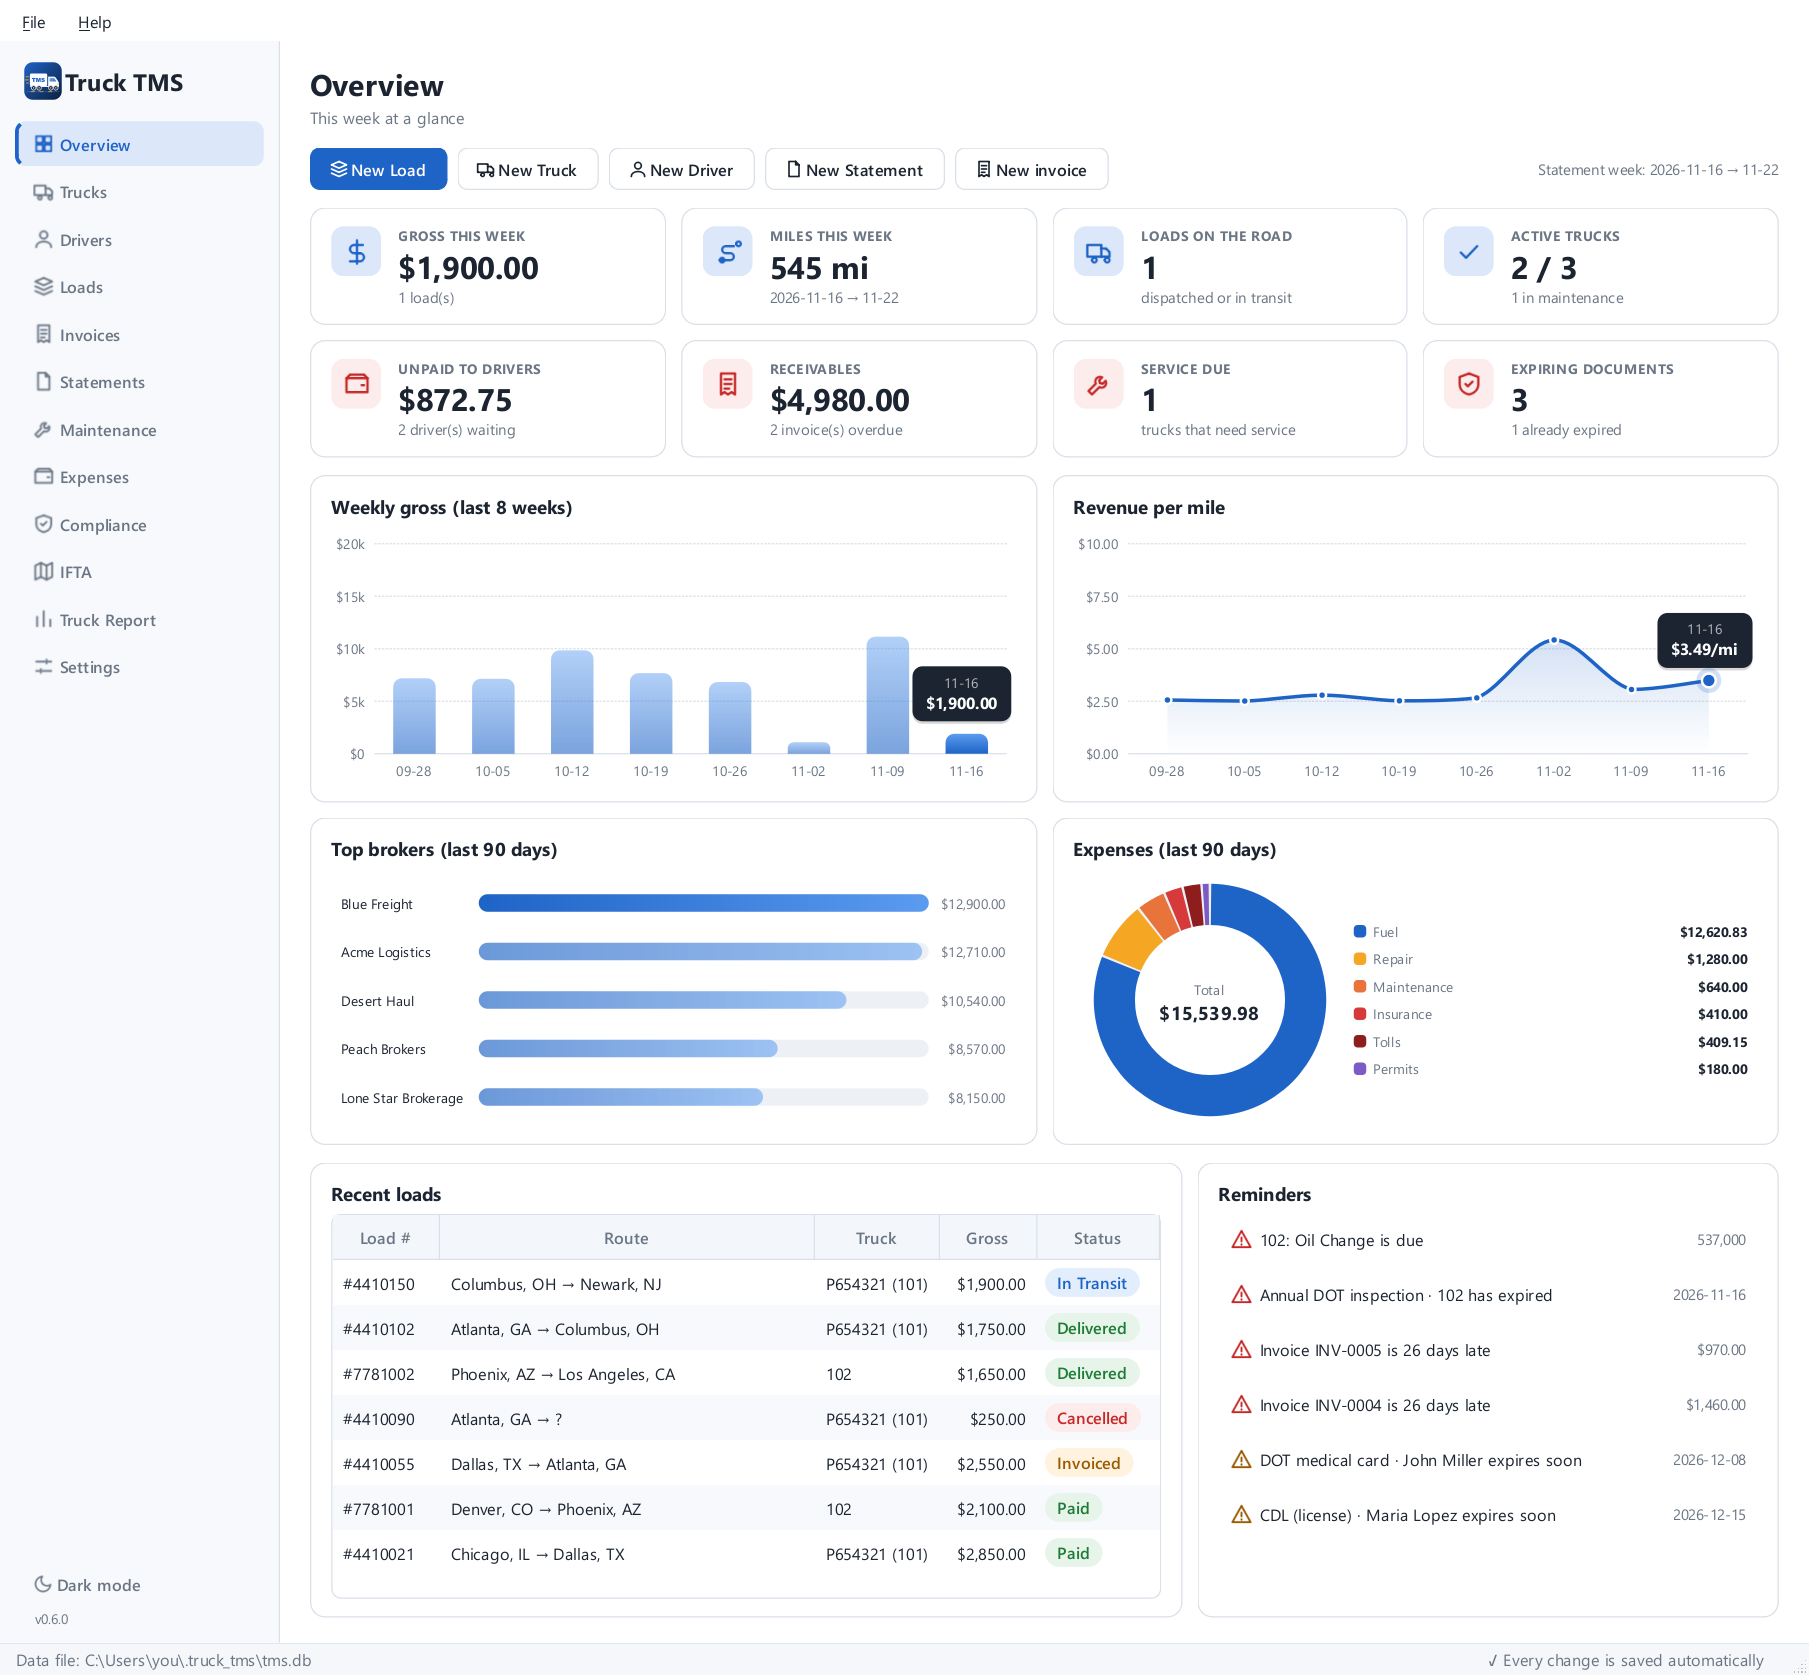 File Help
Truck TMS
Overview
Trucks
Drivers
Loads
Invoices
Statements
Maintenance
Expenses
Compliance
IFTA
Truck Report
Settings
Dark mode
v0.6.0
Overview
This week at a glance
New Load New Truck New Driver New Statement New invoice Statement week: 2026-11-16 → 11-22
GROSS THIS WEEK
$1,900.00
1 load(s)
MILES THIS WEEK
545 mi
2026-11-16 → 11-22
LOADS ON THE ROAD
1
dispatched or in transit
ACTIVE TRUCKS
2 / 3
1 in maintenance
UNPAID TO DRIVERS
$872.75
2 driver(s) waiting
RECEIVABLES
$4,980.00
2 invoice(s) overdue
SERVICE DUE
1
trucks that need service
EXPIRING DOCUMENTS
3
1 already expired
Weekly gross (last 8 weeks)
$20k
$15k
$10k
$5k
$0
11-16
$1,900.00
09-28 10-05 10-12 10-19 10-26 11-02 11-09 11-16
Revenue per mile
$10.00
$7.50
$5.00
$2.50
$0.00
11-16
$3.49/mi
09-28 10-05 10-12 10-19 10-26 11-02 11-09 11-16
Top brokers (last 90 days)
Blue Freight $12,900.00
Acme Logistics $12,710.00
Desert Haul $10,540.00
Peach Brokers $8,570.00
Lone Star Brokerage $8,150.00
Expenses (last 90 days)
Total
$15,539.98
Fuel $12,620.83
Repair $1,280.00
Maintenance $640.00
Insurance $410.00
Tolls $409.15
Permits $180.00
Recent loads
Load # Route Truck Gross Status
#4410150 Columbus, OH → Newark, NJ P654321 (101) $1,900.00 In Transit
#4410102 Atlanta, GA → Columbus, OH P654321 (101) $1,750.00 Delivered
#7781002 Phoenix, AZ → Los Angeles, CA 102 $1,650.00 Delivered
#4410090 Atlanta, GA → ? P654321 (101) $250.00 Cancelled
#4410055 Dallas, TX → Atlanta, GA P654321 (101) $2,550.00 Invoiced
#7781001 Denver, CO → Phoenix, AZ 102 $2,100.00 Paid
#4410021 Chicago, IL → Dallas, TX P654321 (101) $2,850.00 Paid
Reminders
102: Oil Change is due 537,000
Annual DOT inspection · 102 has expired 2026-11-16
Invoice INV-0005 is 26 days late $970.00
Invoice INV-0004 is 26 days late $1,460.00
DOT medical card · John Miller expires soon 2026-12-08
CDL (license) · Maria Lopez expires soon 2026-12-15
Data file: C:\Users\you\.truck_tms\tms.db ✓ Every change is saved automatically